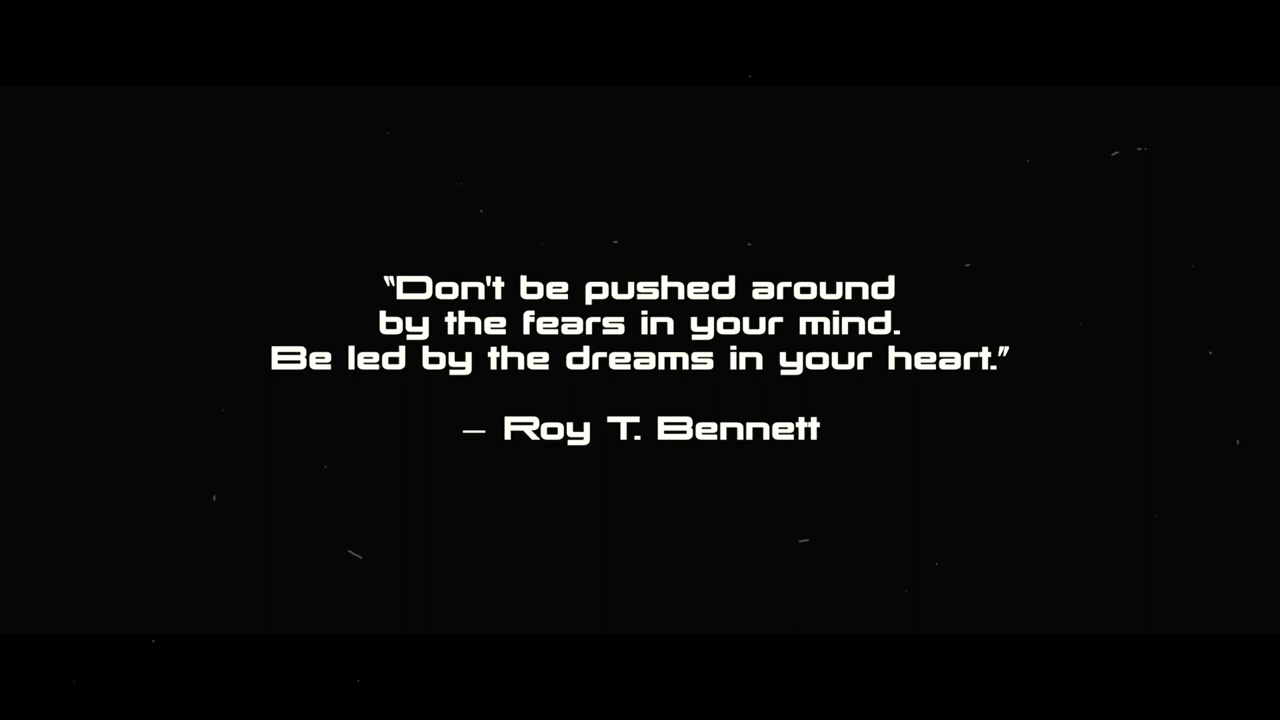 “Don't be pushed around
by the fears in your mind.
Be led by the dreams in your heart.”
– Roy T. Bennett